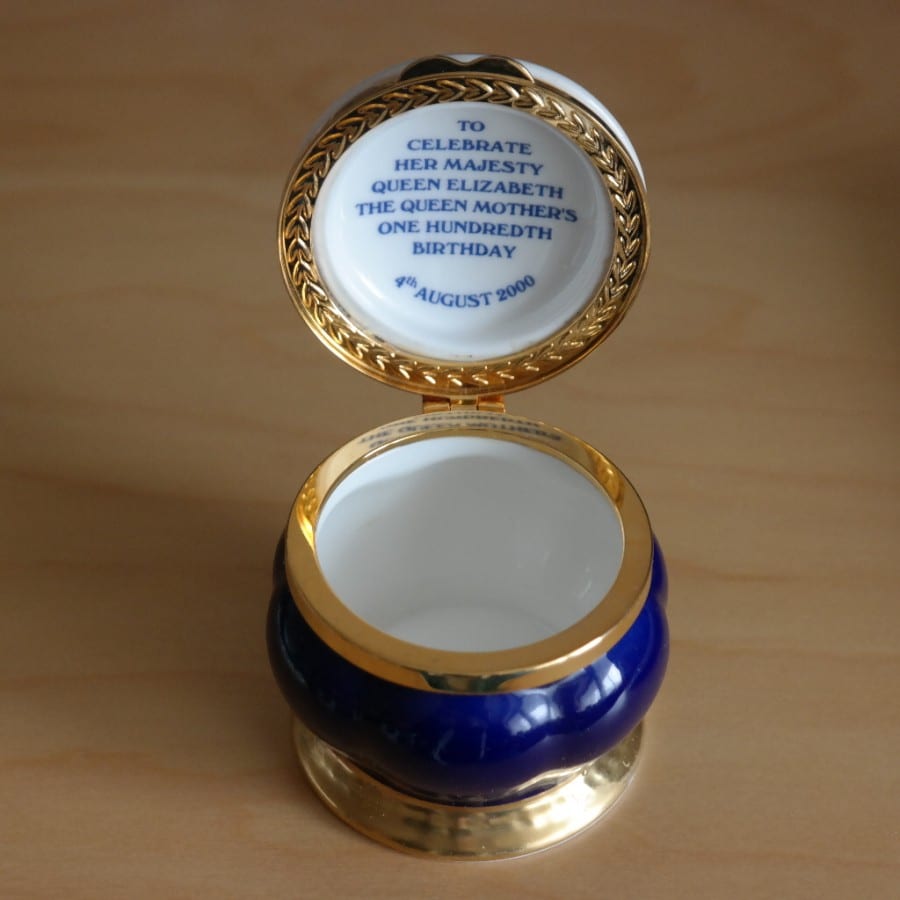 TO
CELEBRATE
HER MAJESTY
QUEEN ELIZABETH
THE QUEEN MOTHER'S
ONE HUNDREDTH
BIRTHDAY
4th AUGUST 2000